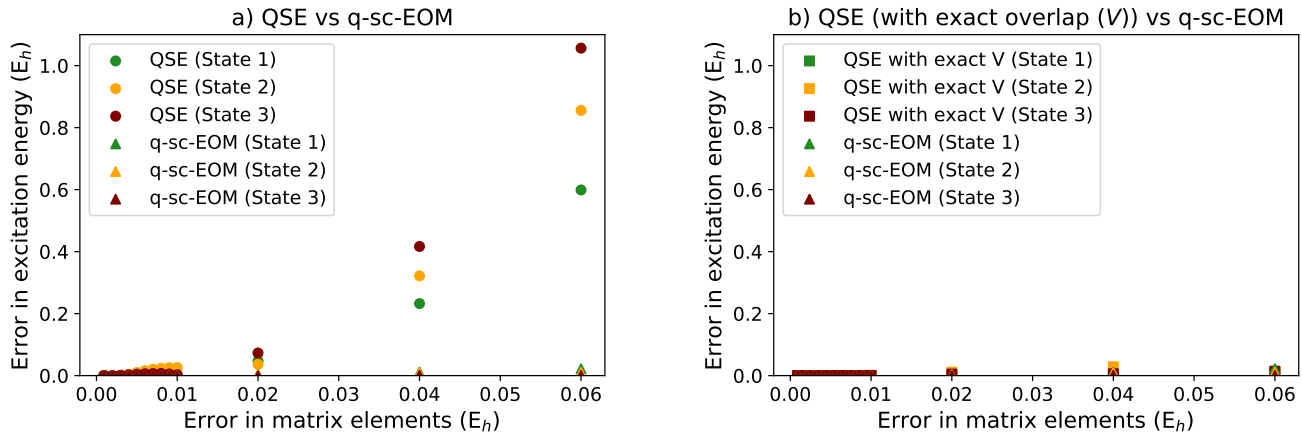 a) QSE vs q-sc-EOM
Error in excitation energy (E_h)
1.0
0.8
0.6
0.4
0.2
0.0
QSE (State 1)
QSE (State 2)
QSE (State 3)
q-sc-EOM (State 1)
q-sc-EOM (State 2)
q-sc-EOM (State 3)
0.00 0.01 0.02 0.03 0.04 0.05 0.06
Error in matrix elements (E_h)
b) QSE (with exact overlap (V)) vs q-sc-EOM
Error in excitation energy (E_h)
1.0
0.8
0.6
0.4
0.2
0.0
QSE with exact V (State 1)
QSE with exact V (State 2)
QSE with exact V (State 3)
q-sc-EOM (State 1)
q-sc-EOM (State 2)
q-sc-EOM (State 3)
0.00 0.01 0.02 0.03 0.04 0.05 0.06
Error in matrix elements (E_h)